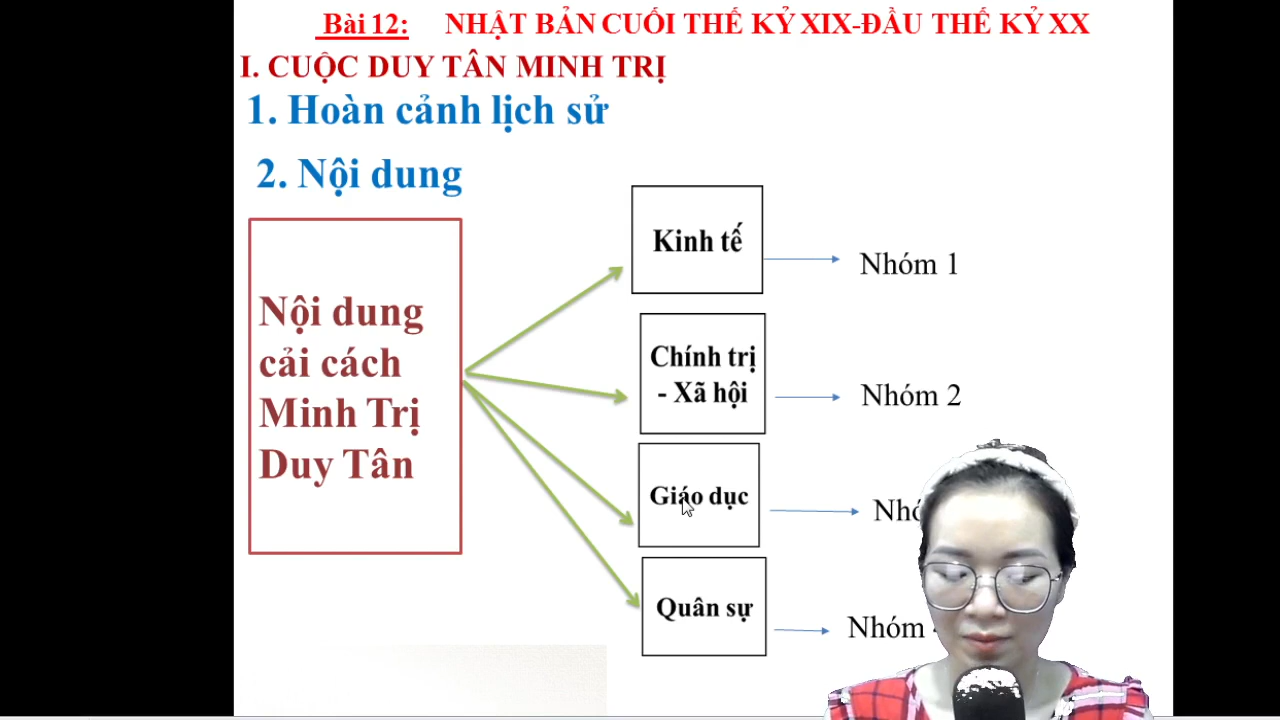 Bài 12: NHẬT BẢN CUỐI THẾ KỶ XIX-ĐẦU THẾ KỶ XX
I. CUỘC DUY TÂN MINH TRỊ
1. Hoàn cảnh lịch sử
2. Nội dung
Nội dung
cải cách
Minh Trị
Duy Tân
Kinh tế
Nhóm 1
Chính trị
- Xã hội
Nhóm 2
Giáo dục
Quân sự
Nhóm